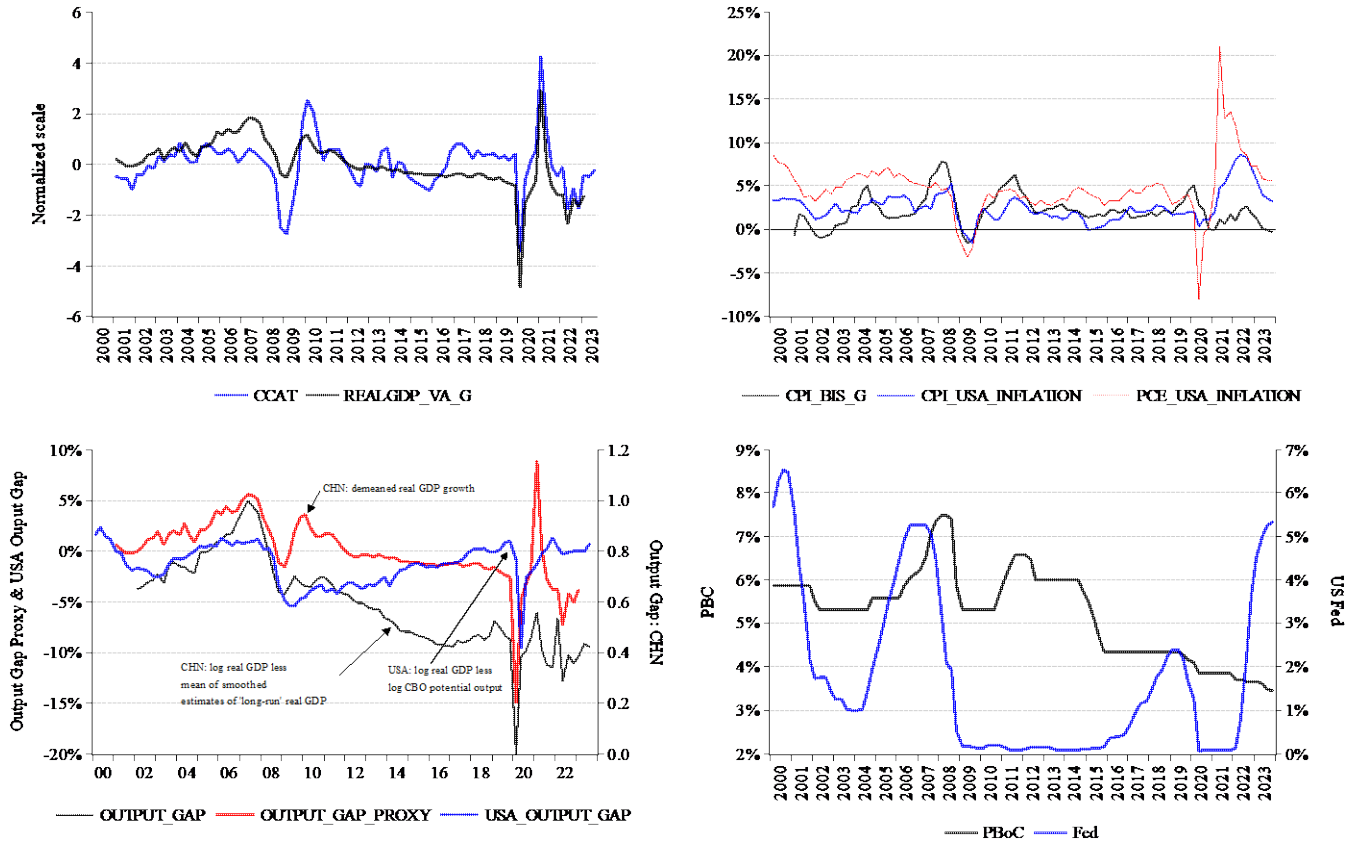 6
4
2
0
-2
-4
-6
Normalized scale
2000 2001 2002 2003 2004 2005 2006 2007 2008 2009 2010 2011 2012 2013 2014 2015 2016 2017 2018 2019 2020 2021 2022 2023
CCAT REALGDP_VA_G
25%
20%
15%
10%
5%
0%
-5%
-10%
2000 2001 2002 2003 2004 2005 2006 2007 2008 2009 2010 2011 2012 2013 2014 2015 2016 2017 2018 2019 2020 2021 2022 2023
CPI_BIS_G CPI_USA_INFLATION PCE_USA_INFLATION
10%
5%
0%
-5%
-10%
-15%
-20%
Output Gap Proxy & USA Ouput Gap
1.2
1.0
0.8
0.6
0.4
0.2
0.0
Output Gap: CHN
CHN: demeaned real GDP growth
CHN: log real GDP less
mean of smoothed
estimates of 'long-run' real GDP
USA: log real GDP less
log CBO potential output
00 02 04 06 08 10 12 14 16 18 20 22
OUTPUT_GAP OUTPUT_GAP_PROXY USA_OUTPUT_GAP
9%
8%
7%
6%
5%
4%
3%
2%
PBC
7%
6%
5%
4%
3%
2%
1%
0%
US Fed
2000 2001 2002 2003 2004 2005 2006 2007 2008 2009 2010 2011 2012 2013 2014 2015 2016 2017 2018 2019 2020 2021 2022 2023
PBoC Fed